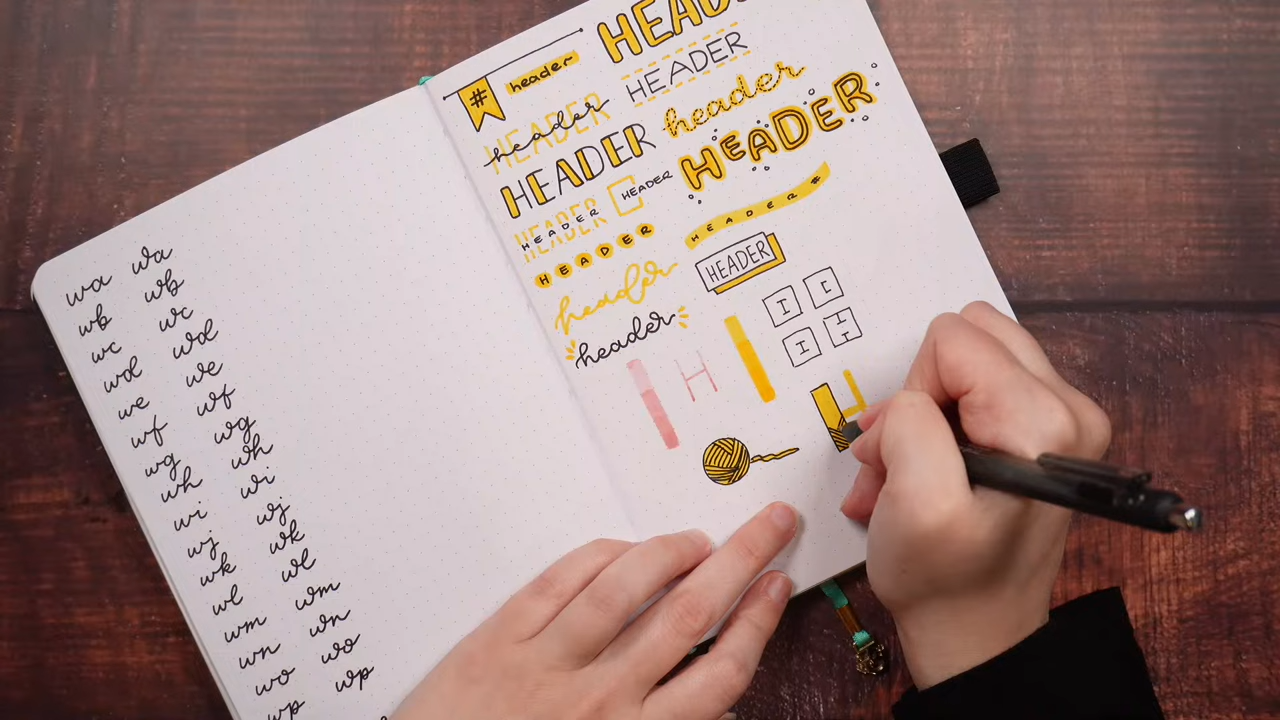 wa wa
wb wb
wc wc
wd wd
we we
wf wf
wg wg
wh wh
wi wi
wj wj
wk wk
wl wl
wm wm
wn wn
wo wo
wp wp
HEADER
# header
HEADER
HEADER
header
header
HEADER
HEADER
HEADER
HEADER
HEADER
HEADER
HEADER #
header
HEADER
header
I I
I I
H
H